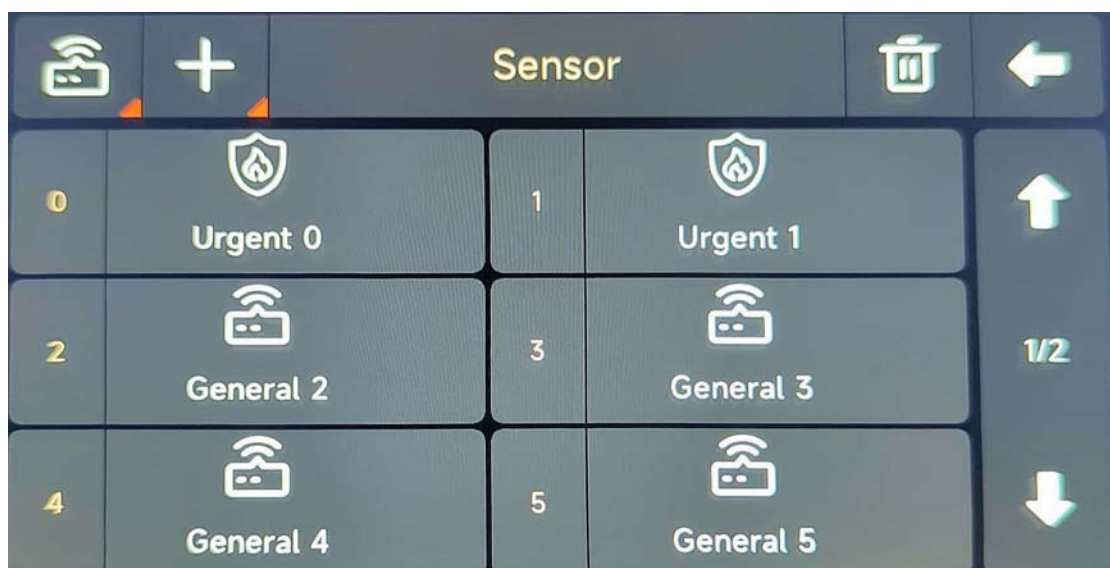 Sensor
0 Urgent 0
1 Urgent 1
2 General 2
3 General 3
1/2
4 General 4
5 General 5